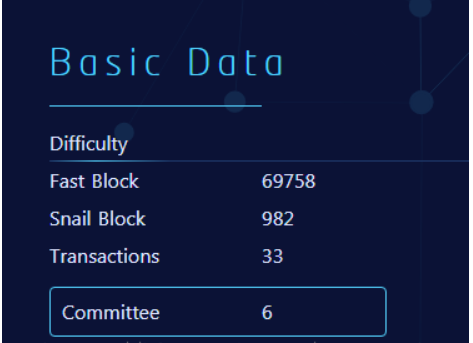 Basic Data
Difficulty
Fast Block 69758
Snail Block 982
Transactions 33
Committee 6